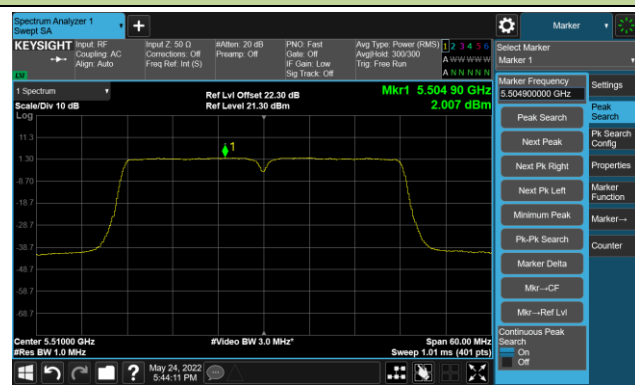 Spectrum Analyzer 1
Swept SA
Marker
KEYSIGHT Input: RF Input Z: 50 Ω #Atten: 20 dB PNO: Fast Avg Type: Power (RMS) 1 2 3 4 5 6
Coupling: AC Corrections: Off Preamp: Off Gate: Off Avg|Hold: 300/300 A W W W W W
Align: Auto Freq Ref: Int (S) IF Gain: Low Trig: Free Run
Sig Track: Off A N N N N N
LW
Select Marker
Marker 1
1 Spectrum
Ref Lvl Offset 22.30 dB
Mkr1 5.504 90 GHz
Scale/Div 10 dB
Ref Level 21.30 dBm
2.007 dBm
Log
11.3
1.30
-8.70
-18.7
-28.7
-38.7
-48.7
-58.7
-68.7
1
Center 5.51000 GHz
#Video BW 3.0 MHz*
Span 60.00 MHz
#Res BW 1.0 MHz
Sweep 1.01 ms (401 pts)
Marker Frequency
5.504900000 GHz
Peak Search
Next Peak
Next Pk Right
Next Pk Left
Minimum Peak
Pk-Pk Search
Marker Delta
Mkr→CF
Mkr→Ref Lvl
Continuous Peak
Search
On
Off
Settings
Peak
Search
Pk Search
Config
Properties
Marker
Function
Marker→
Counter
May 24, 2022
5:44:11 PM